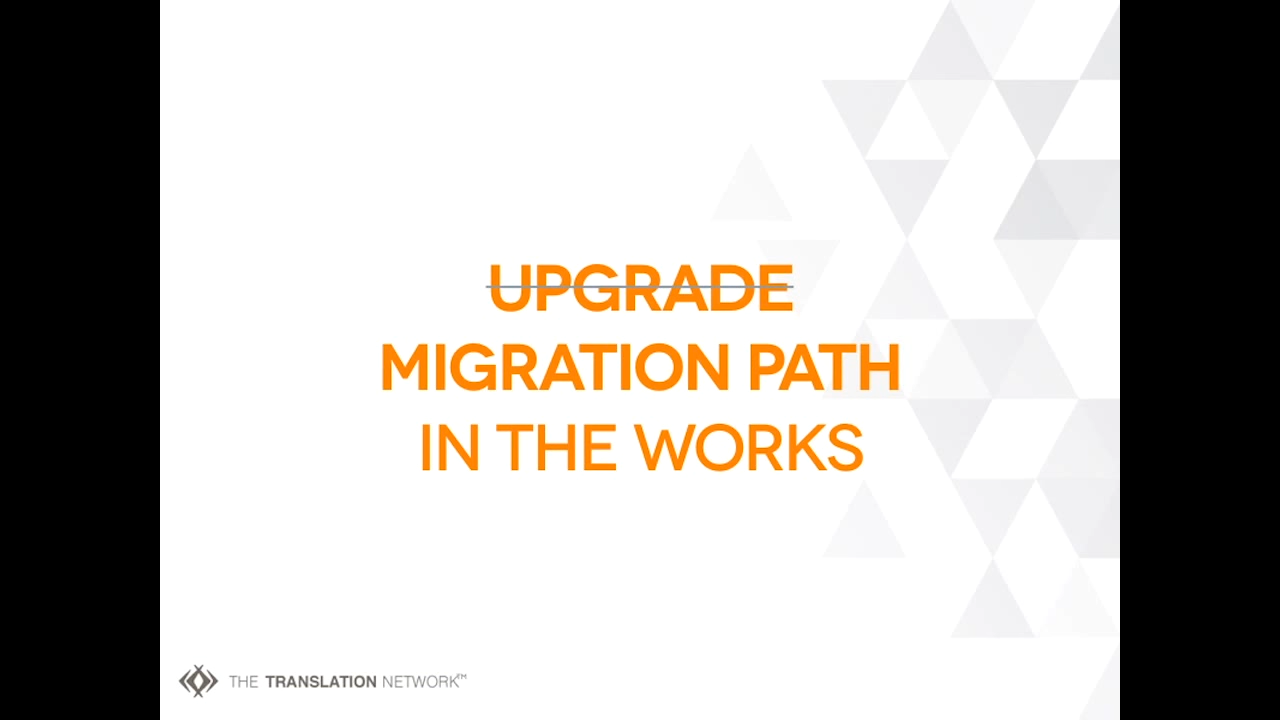 UPGRADE
MIGRATION PATH
IN THE WORKS
THE TRANSLATION NETWORK™